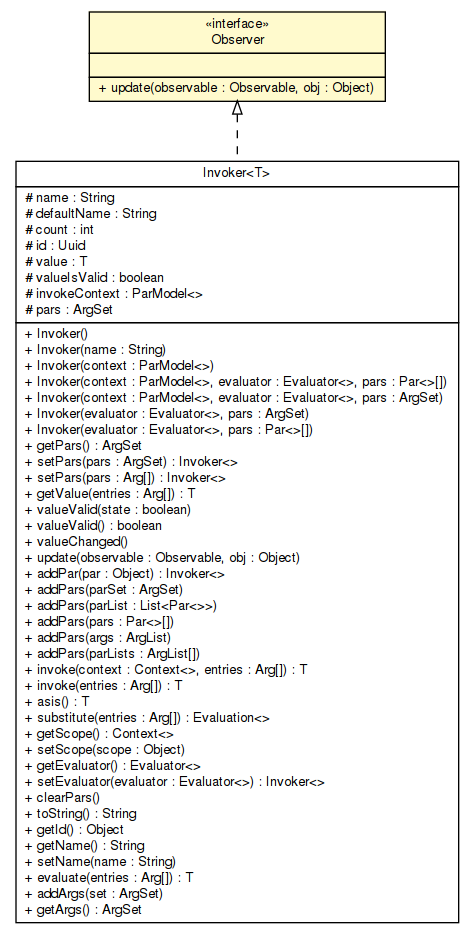 «interface»
Observer
+ update(observable : Observable, obj : Object)
Invoker<T>
# name : String
# defaultName : String
# count : int
# id : Uuid
# value : T
# valueIsValid : boolean
# invokeContext : ParModel<>
# pars : ArgSet
+ Invoker()
+ Invoker(name : String)
+ Invoker(context : ParModel<>)
+ Invoker(context : ParModel<>, evaluator : Evaluator<>, pars : Par<>[])
+ Invoker(context : ParModel<>, evaluator : Evaluator<>, pars : ArgSet)
+ Invoker(evaluator : Evaluator<>, pars : ArgSet)
+ Invoker(evaluator : Evaluator<>, pars : Par<>[])
+ getPars() : ArgSet
+ setPars(pars : ArgSet) : Invoker<>
+ setPars(pars : Arg[]) : Invoker<>
+ getValue(entries : Arg[]) : T
+ valueValid(state : boolean)
+ valueValid() : boolean
+ valueChanged()
+ update(observable : Observable, obj : Object)
+ addPar(par : Object) : Invoker<>
+ addPars(parSet : ArgSet)
+ addPars(parList : List<Par<>>)
+ addPars(pars : Par<>[])
+ addPars(args : ArgList)
+ addPars(parLists : ArgList[])
+ invoke(context : Context<>, entries : Arg[]) : T
+ invoke(entries : Arg[]) : T
+ asis() : T
+ substitute(entries : Arg[]) : Evaluation<>
+ getScope() : Context<>
+ setScope(scope : Object)
+ getEvaluator() : Evaluator<>
+ setEvaluator(evaluator : Evaluator<>) : Invoker<>
+ clearPars()
+ toString() : String
+ getId() : Object
+ getName() : String
+ setName(name : String)
+ evaluate(entries : Arg[]) : T
+ addArgs(set : ArgSet)
+ getArgs() : ArgSet